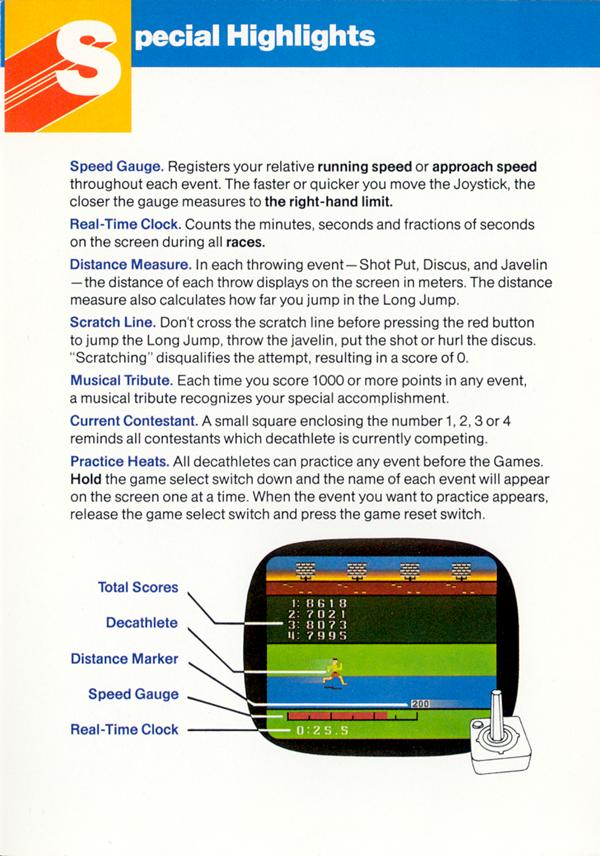 Special Highlights
Speed Gauge. Registers your relative running speed or approach speed
throughout each event. The faster or quicker you move the Joystick, the
closer the gauge measures to the right-hand limit.
Real-Time Clock. Counts the minutes, seconds and fractions of seconds
on the screen during all races.
Distance Measure. In each throwing event—Shot Put, Discus, and Javelin
—the distance of each throw displays on the screen in meters. The distance
measure also calculates how far you jump in the Long Jump.
Scratch Line. Don't cross the scratch line before pressing the red button
to jump the Long Jump, throw the javelin, put the shot or hurl the discus.
"Scratching" disqualifies the attempt, resulting in a score of 0.
Musical Tribute. Each time you score 1000 or more points in any event,
a musical tribute recognizes your special accomplishment.
Current Contestant. A small square enclosing the number 1, 2, 3 or 4
reminds all contestants which decathlete is currently competing.
Practice Heats. All decathletes can practice any event before the Games.
Hold the game select switch down and the name of each event will appear
on the screen one at a time. When the event you want to practice appears,
release the game select switch and press the game reset switch.
Total Scores
Decathlete
Distance Marker
Speed Gauge
Real-Time Clock
1: 8618
2: 7021
3: 8073
4: 7995
200
0:25.5